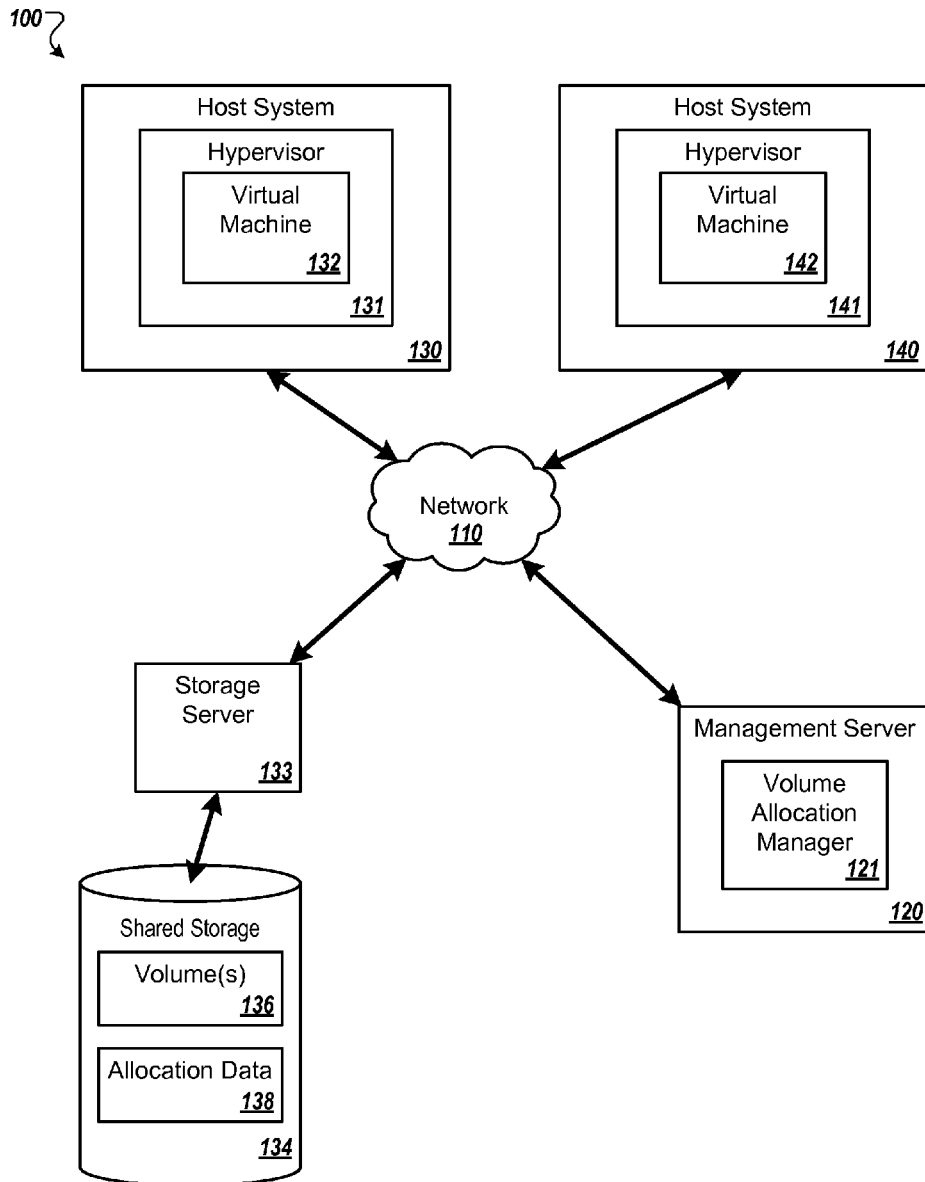 100
Host System
Hypervisor
Virtual
Machine
132
131
130
Host System
Hypervisor
Virtual
Machine
142
141
140
Network
110
Storage
Server
133
Management Server
Volume
Allocation
Manager
121
120
Shared Storage
Volume(s)
136
Allocation Data
138
134